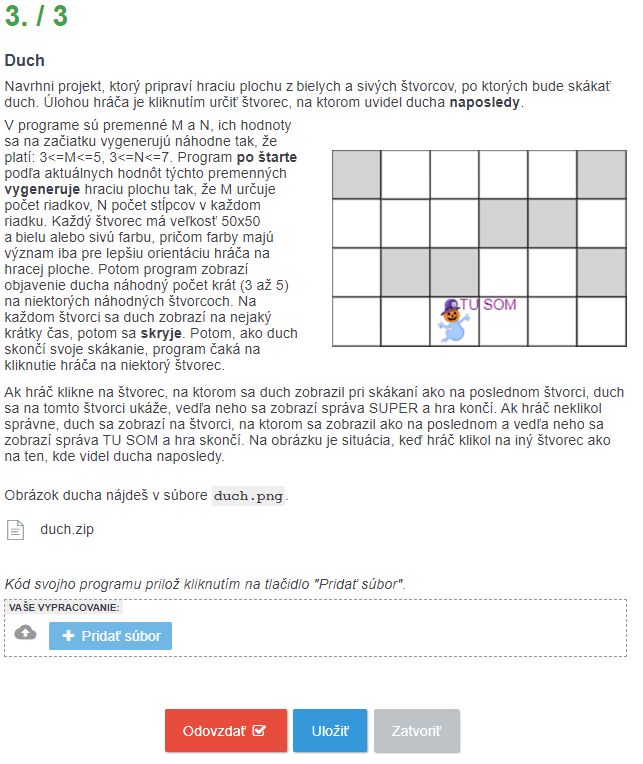 3. / 3
Duch
Navrhni projekt, ktorý pripraví hraciu plochu z bielych a sivých štvorcov, po ktorých bude skákať
duch. Úlohou hráča je kliknutím určiť štvorec, na ktorom uvidel ducha naposledy.
V programe sú premenné M a N, ich hodnoty
sa na začiatku vygenerujú náhodne tak, že
platí: 3<=M<=5, 3<=N<=7. Program po štarte
podľa aktuálnych hodnôt týchto premenných
vygeneruje hraciu plochu tak, že M určuje
počet riadkov, N počet stĺpcov v každom
riadku. Každý štvorec má veľkosť 50x50
a bielu alebo sivú farbu, pričom farby majú
význam iba pre lepšiu orientáciu hráča na
hracej ploche. Potom program zobrazí
objavenie ducha náhodný počet krát (3 až 5)
na niektorých náhodných štvorcoch. Na
každom štvorci sa duch zobrazí na nejaký
krátky čas, potom sa skryje. Potom, ako duch
skončí svoje skákanie, program čaká na
kliknutie hráča na niektorý štvorec.
TU SOM
Ak hráč klikne na štvorec, na ktorom sa duch zobrazil pri skákaní ako na poslednom štvorci, duch
sa na tomto štvorci ukáže, vedľa neho sa zobrazí správa SUPER a hra končí. Ak hráč neklikol
správne, duch sa zobrazí na štvorci, na ktorom sa zobrazil ako na poslednom a vedľa neho sa
zobrazí správa TU SOM a hra skončí. Na obrázku je situácia, keď hráč klikol na iný štvorec ako
na ten, kde videl ducha naposledy.
Obrázok ducha nájdeš v súbore duch.png.
duch.zip
Kód svojho programu prilož kliknutím na tlačidlo "Pridať súbor".
VAŠE VYPRACOVANIE:
Pridať súbor
Odovzdať
Uložiť
Zatvoriť